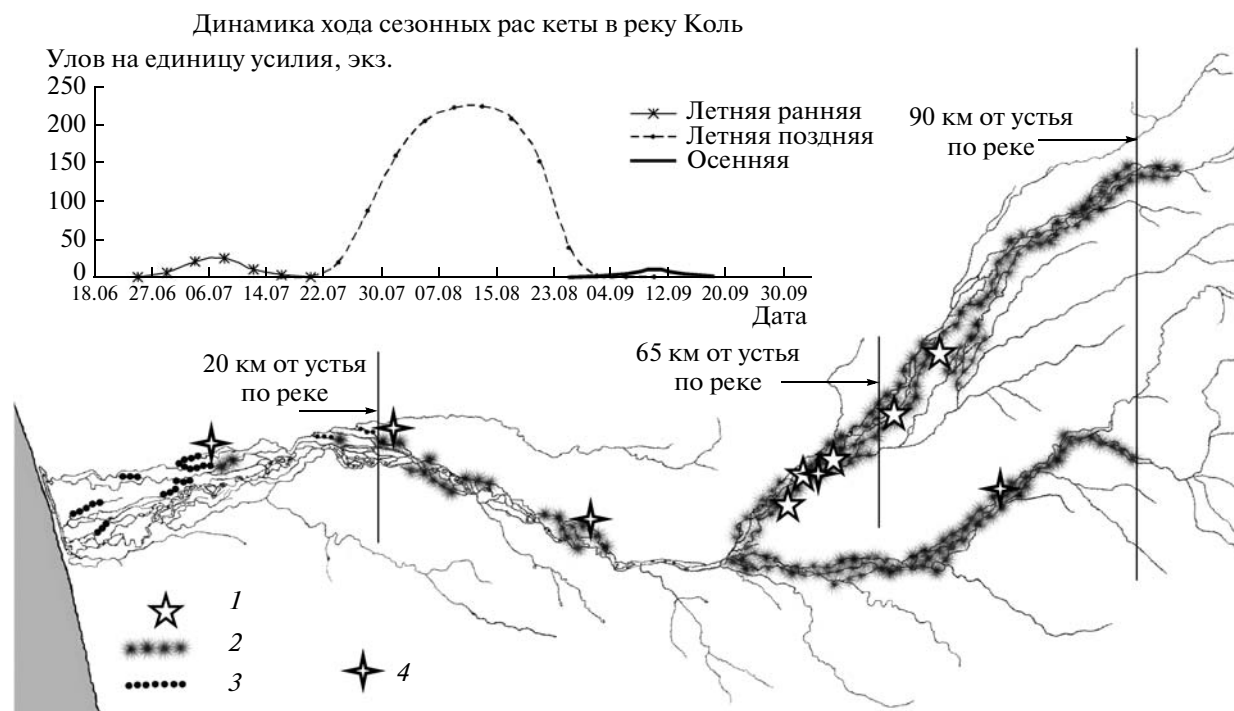 Динамика хода сезонных рас кеты в реку Коль
Улов на единицу усилия, экз.
250
200
150
100
50
0
18.06 27.06 06.07 14.07 22.07 30.07 07.08 15.08 23.08 04.09 12.09 20.09 30.09
Дата
Летняя ранняя
Летняя поздняя
Осенняя
90 км от устья
по реке
20 км от устья
по реке
65 км от устья
по реке
1
2
3
4